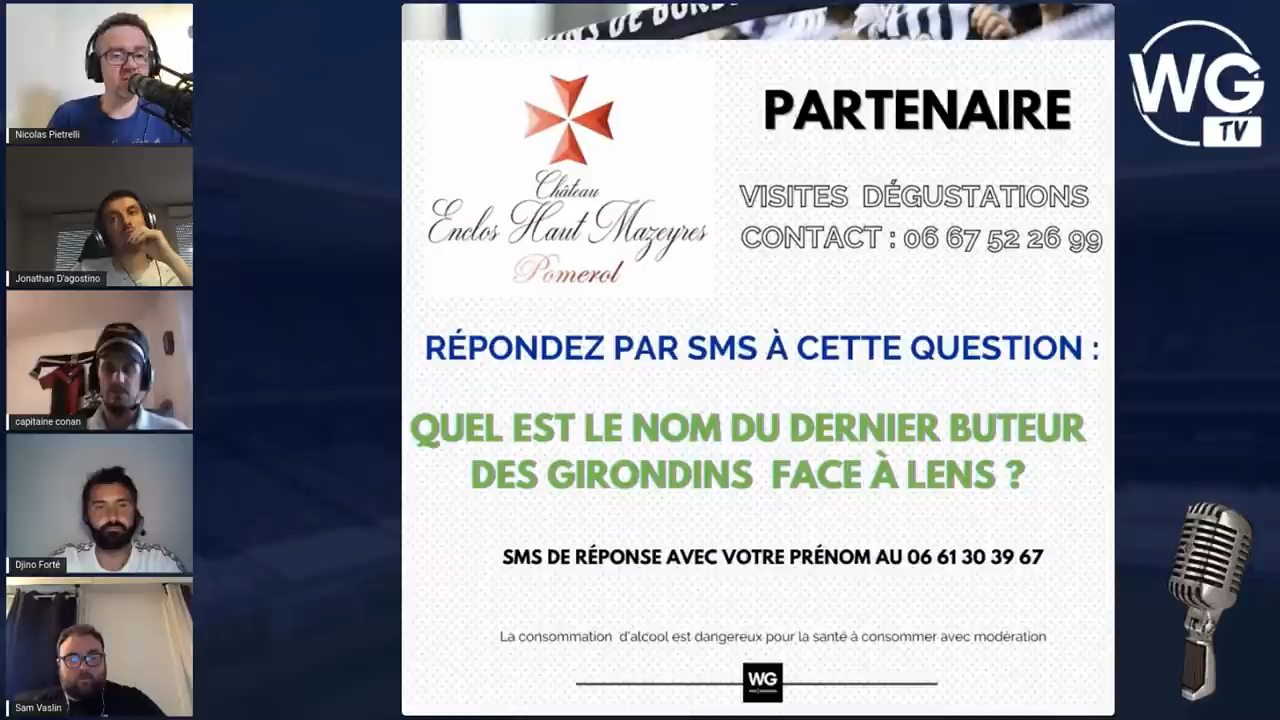 Nicolas Pietrelli
Jonathan D'agostino
capitaine conan
Djino Forté
Sam Vaslin
DE BORD
PARTENAIRE
Château
Enclos Haut Mazeyres
Pomerol
VISITES DÉGUSTATIONS
CONTACT : 06 67 52 26 99
RÉPONDEZ PAR SMS À CETTE QUESTION :
QUEL EST LE NOM DU DERNIER BUTEUR
DES GIRONDINS FACE À LENS ?
SMS DE RÉPONSE AVEC VOTRE PRÉNOM AU 06 61 30 39 67
La consommation d'alcool est dangereux pour la santé à consommer avec modération
WG
WG
TV